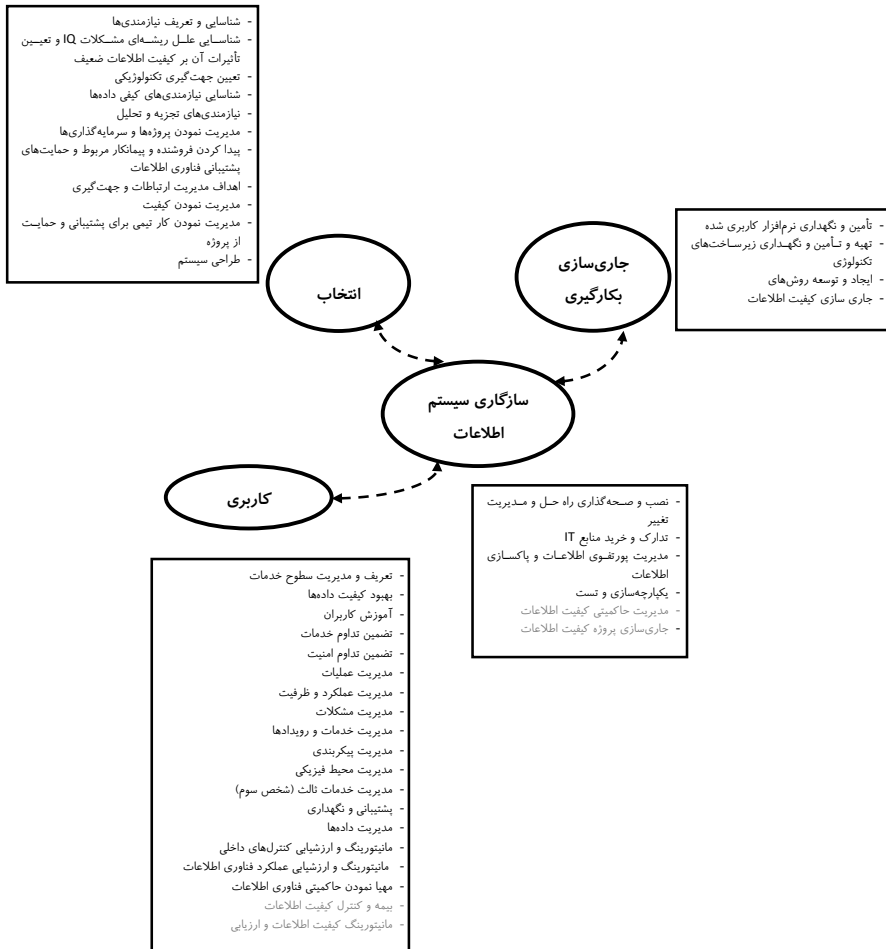 - شناسایی و تعریف نیازمندی‌ها
- شناسایی علل ریشه‌ای مشکلات IQ و تعیین
تأثیرات آن بر کیفیت اطلاعات ضعیف
- تعیین جهت‌گیری تکنولوژیکی
- شناسایی نیازمندی‌های کیفی داده‌ها
- نیازمندی‌های تجزیه و تحلیل
- مدیریت نمودن پروژه‌ها و سرمایه‌گذاری‌ها
- پیدا کردن فروشنده و پیمانکار مربوط و حمایت‌های
پشتیبانی فناوری اطلاعات
- اهداف مدیریت ارتباطات و جهت‌گیری
- مدیریت نمودن کیفیت
- مدیریت نمودن کار تیمی برای پشتیبانی و حمایت
از پروژه
- طراحی سیستم
- تأمین و نگهداری نرم‌افزار کاربری شده
- تهیه و تأمین و نگهداری زیرساخت‌های
تکنولوژی
- ایجاد و توسعه روش‌های
- جاری سازی کیفیت اطلاعات
جاری‌سازی
بکارگیری
انتخاب
سازگاری سیستم
اطلاعات
کاربری
- نصب و صحه‌گذاری راه حل و مدیریت
تغییر
- تدارک و خرید منابع IT
- مدیریت پورتفوی اطلاعات و پاکسازی
اطلاعات
- یکپارچه‌سازی و تست
- مدیریت حاکمیتی کیفیت اطلاعات
- جاری‌سازی پروژه کیفیت اطلاعات
- تعریف و مدیریت سطوح خدمات
- بهبود کیفیت داده‌ها
- آموزش کاربران
- تضمین تداوم خدمات
- تضمین تداوم امنیت
- مدیریت عملیات
- مدیریت عملکرد و ظرفیت
- مدیریت مشکلات
- مدیریت خدمات و رویدادها
- مدیریت پیکربندی
- مدیریت محیط فیزیکی
- مدیریت خدمات ثالث (شخص سوم)
- پشتیبانی و نگهداری
- مدیریت داده‌ها
- مانیتورینگ و ارزشیابی کنترل‌های داخلی
- مانیتورینگ و ارزشیابی عملکرد فناوری اطلاعات
- مهیا نمودن حاکمیتی فناوری اطلاعات
- بیمه و کنترل کیفیت اطلاعات
- مانیتورینگ کیفیت اطلاعات و ارزیابی